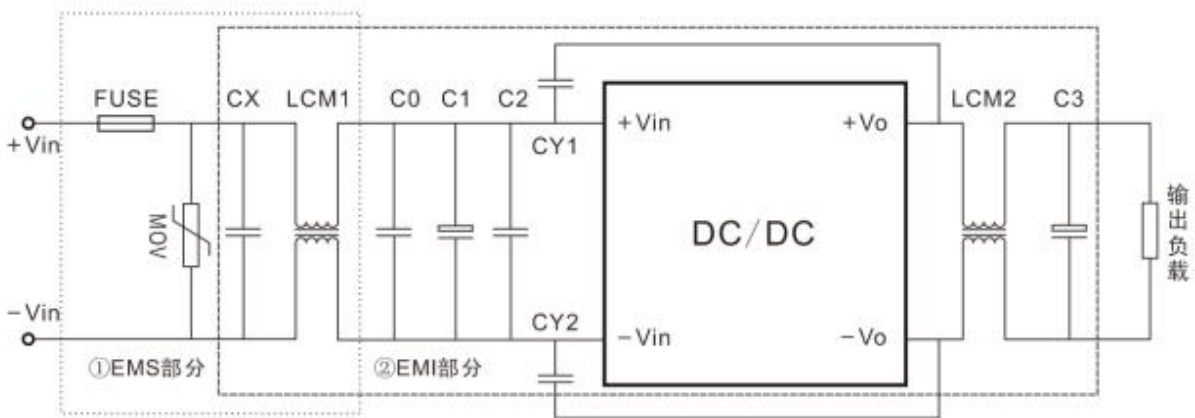 FUSE
CX
LCM1
C0
C1
C2
LCM2
C3
+Vin
CY1
+Vin
+Vo
MOV
DC/DC
输出负载
-Vin
CY2
-Vin
-Vo
①EMS部分
②EMI部分